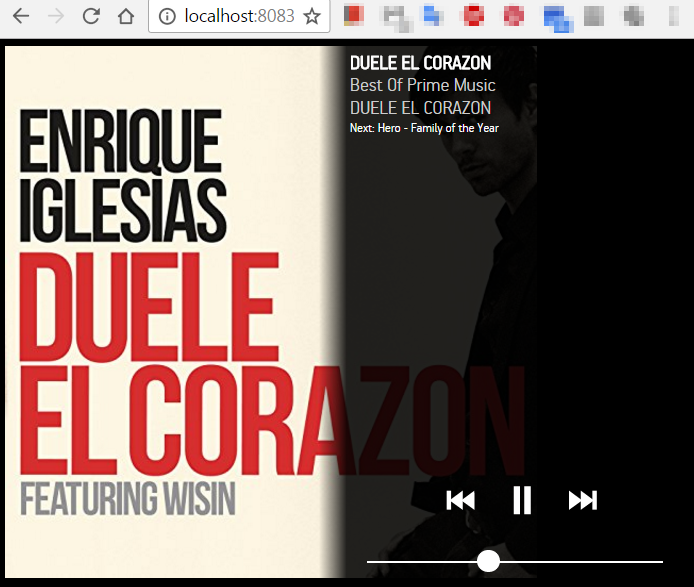 localhost:8083
ENRIQUE
IGLESIAS
DUELE
EL CORAZON
FEATURING WISIN
DUELE EL CORAZON
Best Of Prime Music
DUELE EL CORAZON
Next: Hero - Family of the Year